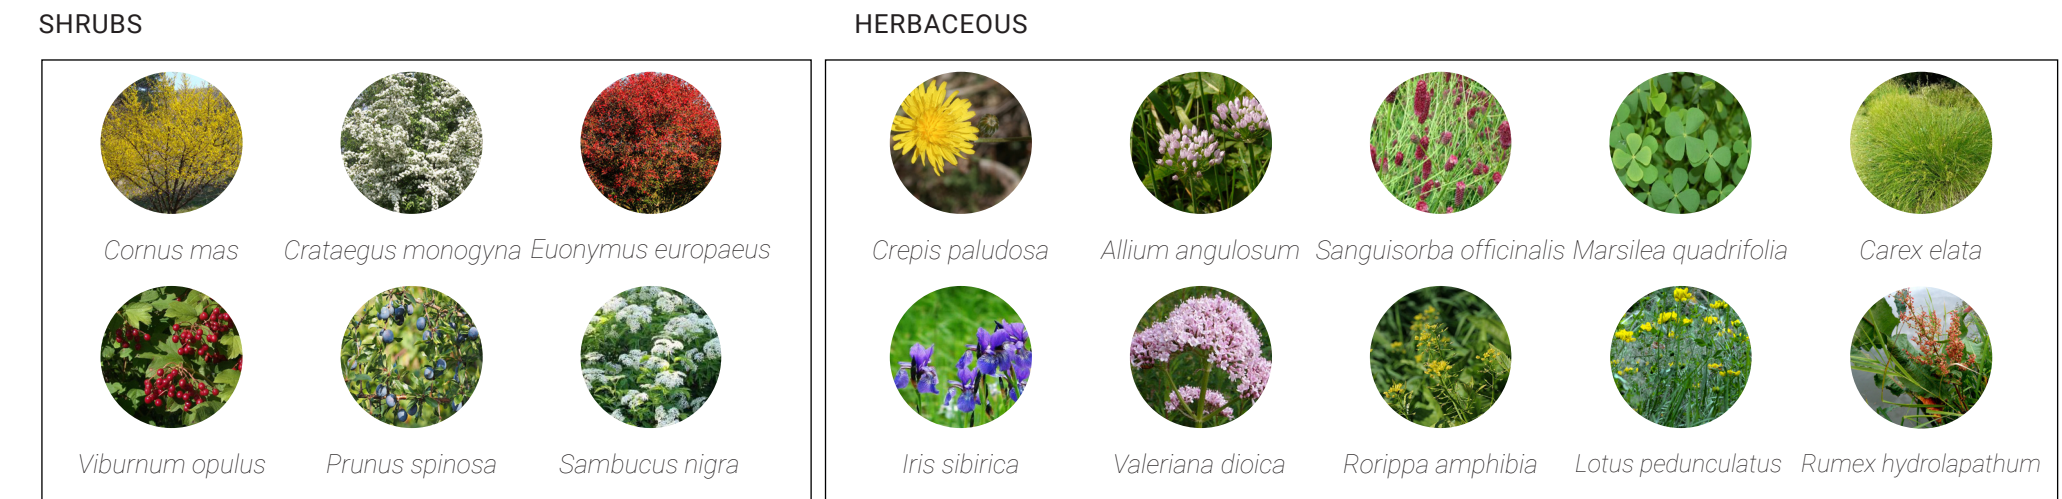 SHRUBS
HERBACEOUS
Cornus mas
Crataegus monogyna
Euonymus europaeus
Crepis paludosa
Allium angulosum
Sanguisorba officinalis
Marsilea quadrifolia
Carex elata
Viburnum opulus
Prunus spinosa
Sambucus nigra
Iris sibirica
Valeriana dioica
Rorippa amphibia
Lotus pedunculatus
Rumex hydrolapathum